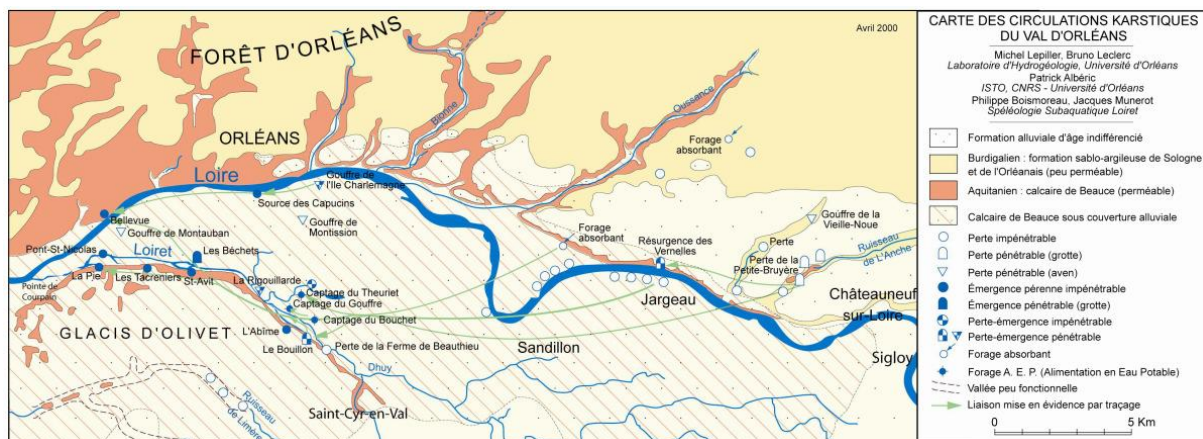 Avril 2000
FORÊT D'ORLÉANS
ORLÉANS
Bionne
Oussance
Forage
absorbant
Loire
Gouffre de
l'Ile Charlemagne
Source des Capucins
Bellevue
Gouffre de Montauban
Gouffre de
Montission
Pont-St-Nicolas
Loiret
Les Béchets
La Pie
Les Tacreniers
St-Avit
La Rigouillarde
Pointe de
Courpain
Captage du Theuriet
Captage du Gouffre
Captage du Bouchet
GLACIS D'OLIVET
L'Abîme
Le Bouillon
Perte de la Ferme de Beauthieu
Dhuy
Ruisseau
de Limère
Saint-Cyr-en-Val
Sandillon
Forage
absorbant
Résurgence des
Vernelles
Jargeau
Gouffre de la
Vieille-Noue
Perte
Perte de la
Petite-Bruyère
Ruisseau
de L'Anche
Châteauneuf
-sur-Loire
Sigloy
CARTE DES CIRCULATIONS KARSTIQUES
DU VAL D'ORLÉANS
Michel Lepiller, Bruno Leclerc
Laboratoire d'Hydrogéologie, Université d'Orléans
Patrick Albéric
ISTO, CNRS - Université d'Orléans
Philippe Boismoreau, Jacques Munerot
Spéléologie Subaquatique Loiret
Formation alluviale d'âge indifférencié
Burdigalien : formation sablo-argileuse de Sologne
et de l'Orléanais (peu perméable)
Aquitanien : calcaire de Beauce (perméable)
Calcaire de Beauce sous couverture alluviale
Perte impénétrable
Perte pénétrable (grotte)
Perte pénétrable (aven)
Émergence pérenne impénétrable
Émergence pénétrable (grotte)
Perte-émergence impénétrable
Perte-émergence pénétrable
Forage absorbant
Forage A. E. P. (Alimentation en Eau Potable)
Vallée peu fonctionnelle
Liaison mise en évidence par traçage
0 5 Km